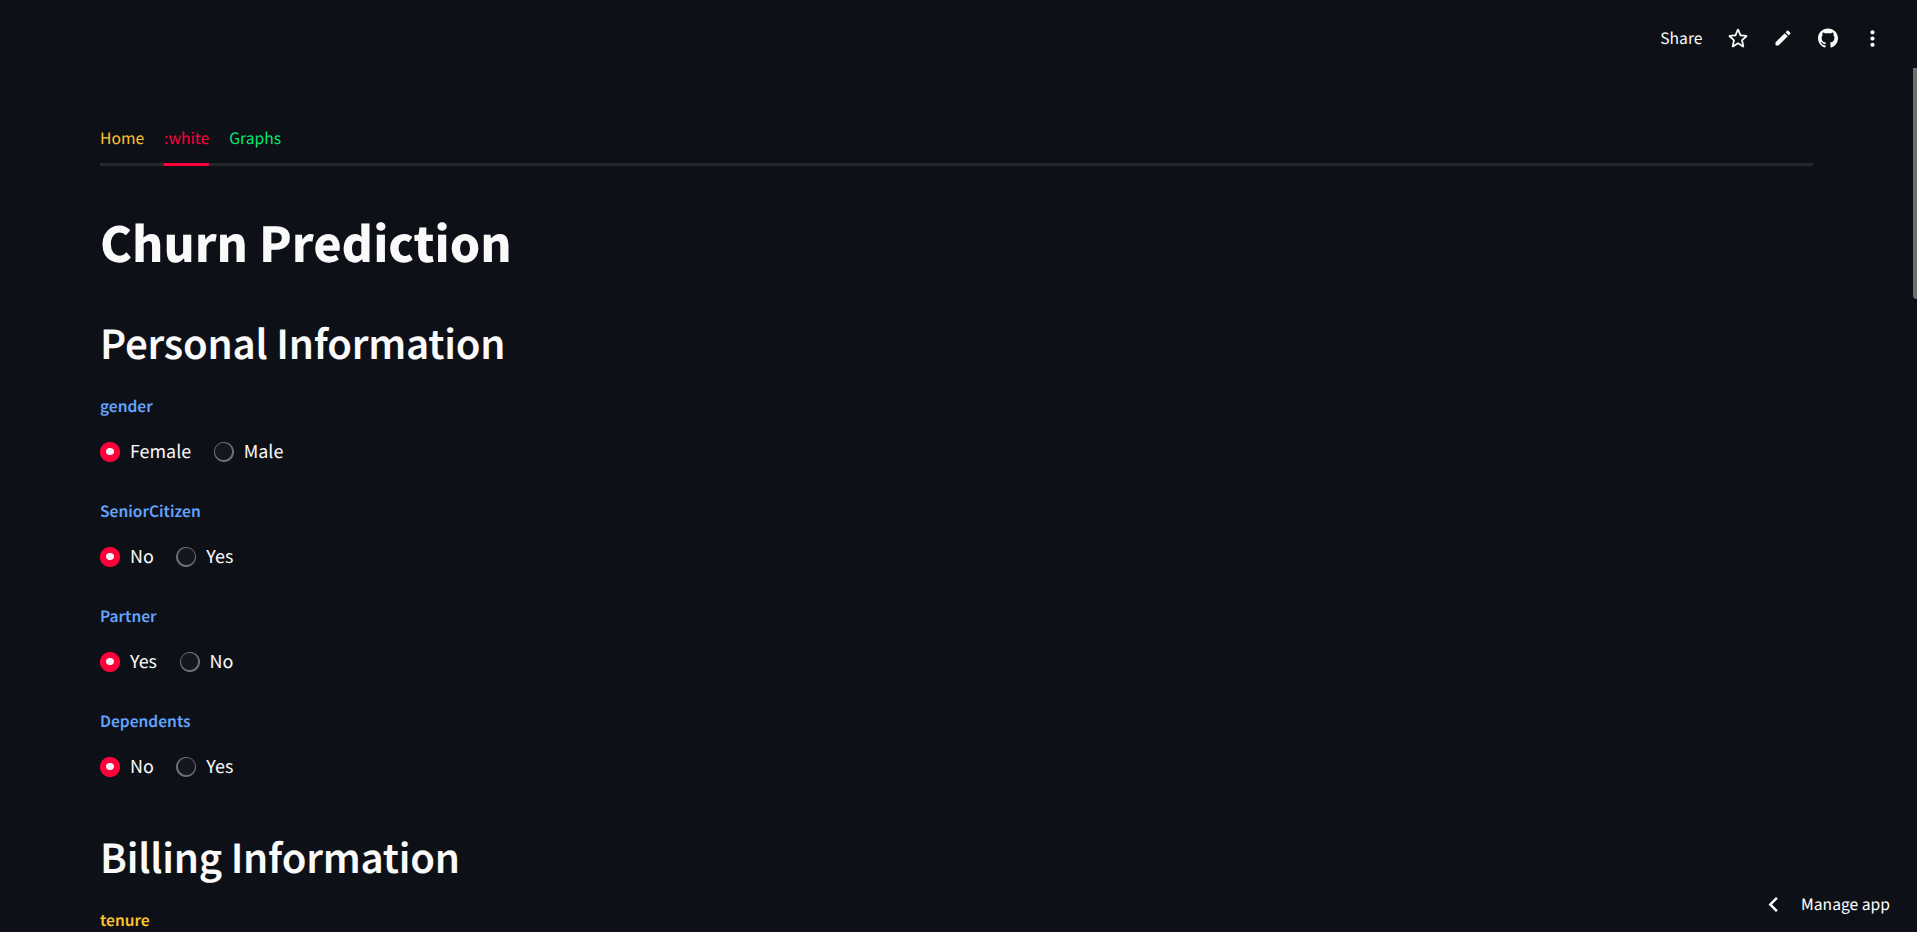 Share
Home :white Graphs
Churn Prediction
Personal Information
gender
Female Male
SeniorCitizen
No Yes
Partner
Yes No
Dependents
No Yes
Billing Information
tenure
Manage app